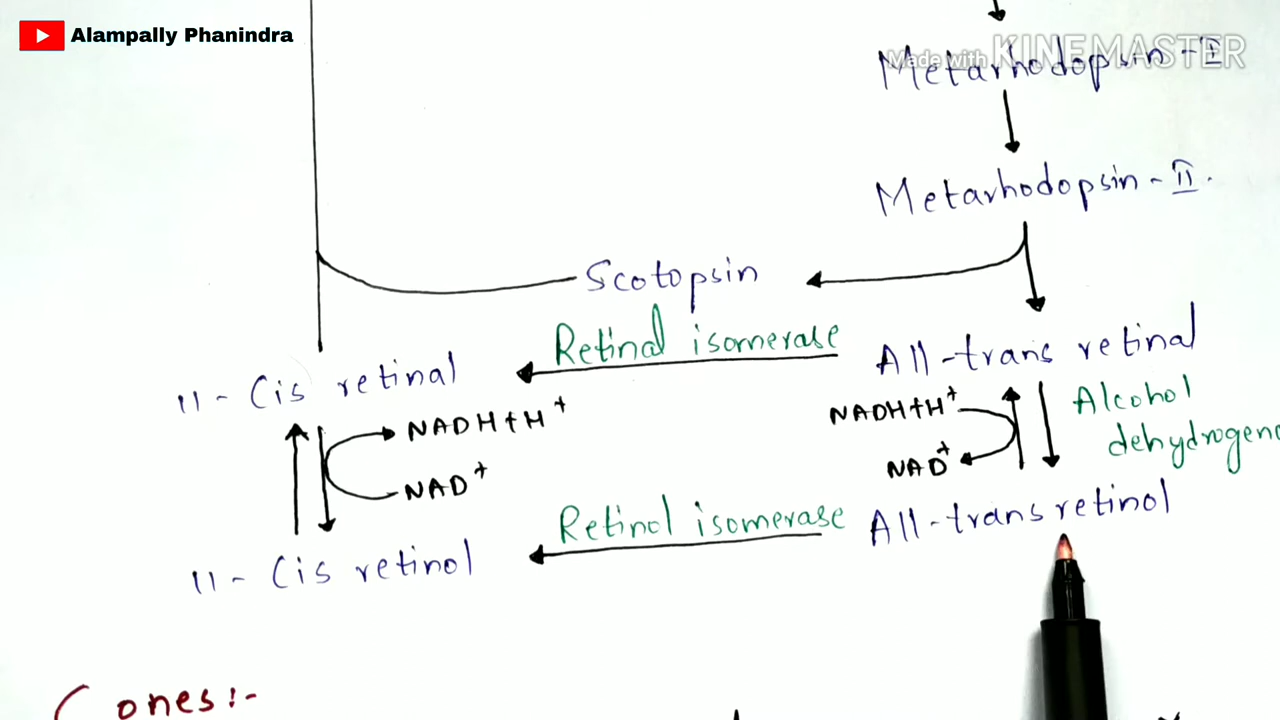 Alampally Phanindra
Made with KINEMASTER
Metarhodopsin - I
Metarhodopsin - II.
Scotopsin
Retinal isomerase
All-trans retinal
11 - Cis retinal
NADH+H+
NADH+H+
Alcohol
dehydrogena
NAD+
NAD+
Retinol isomerase
All-trans retinol
11 - Cis retinol
Cones:-